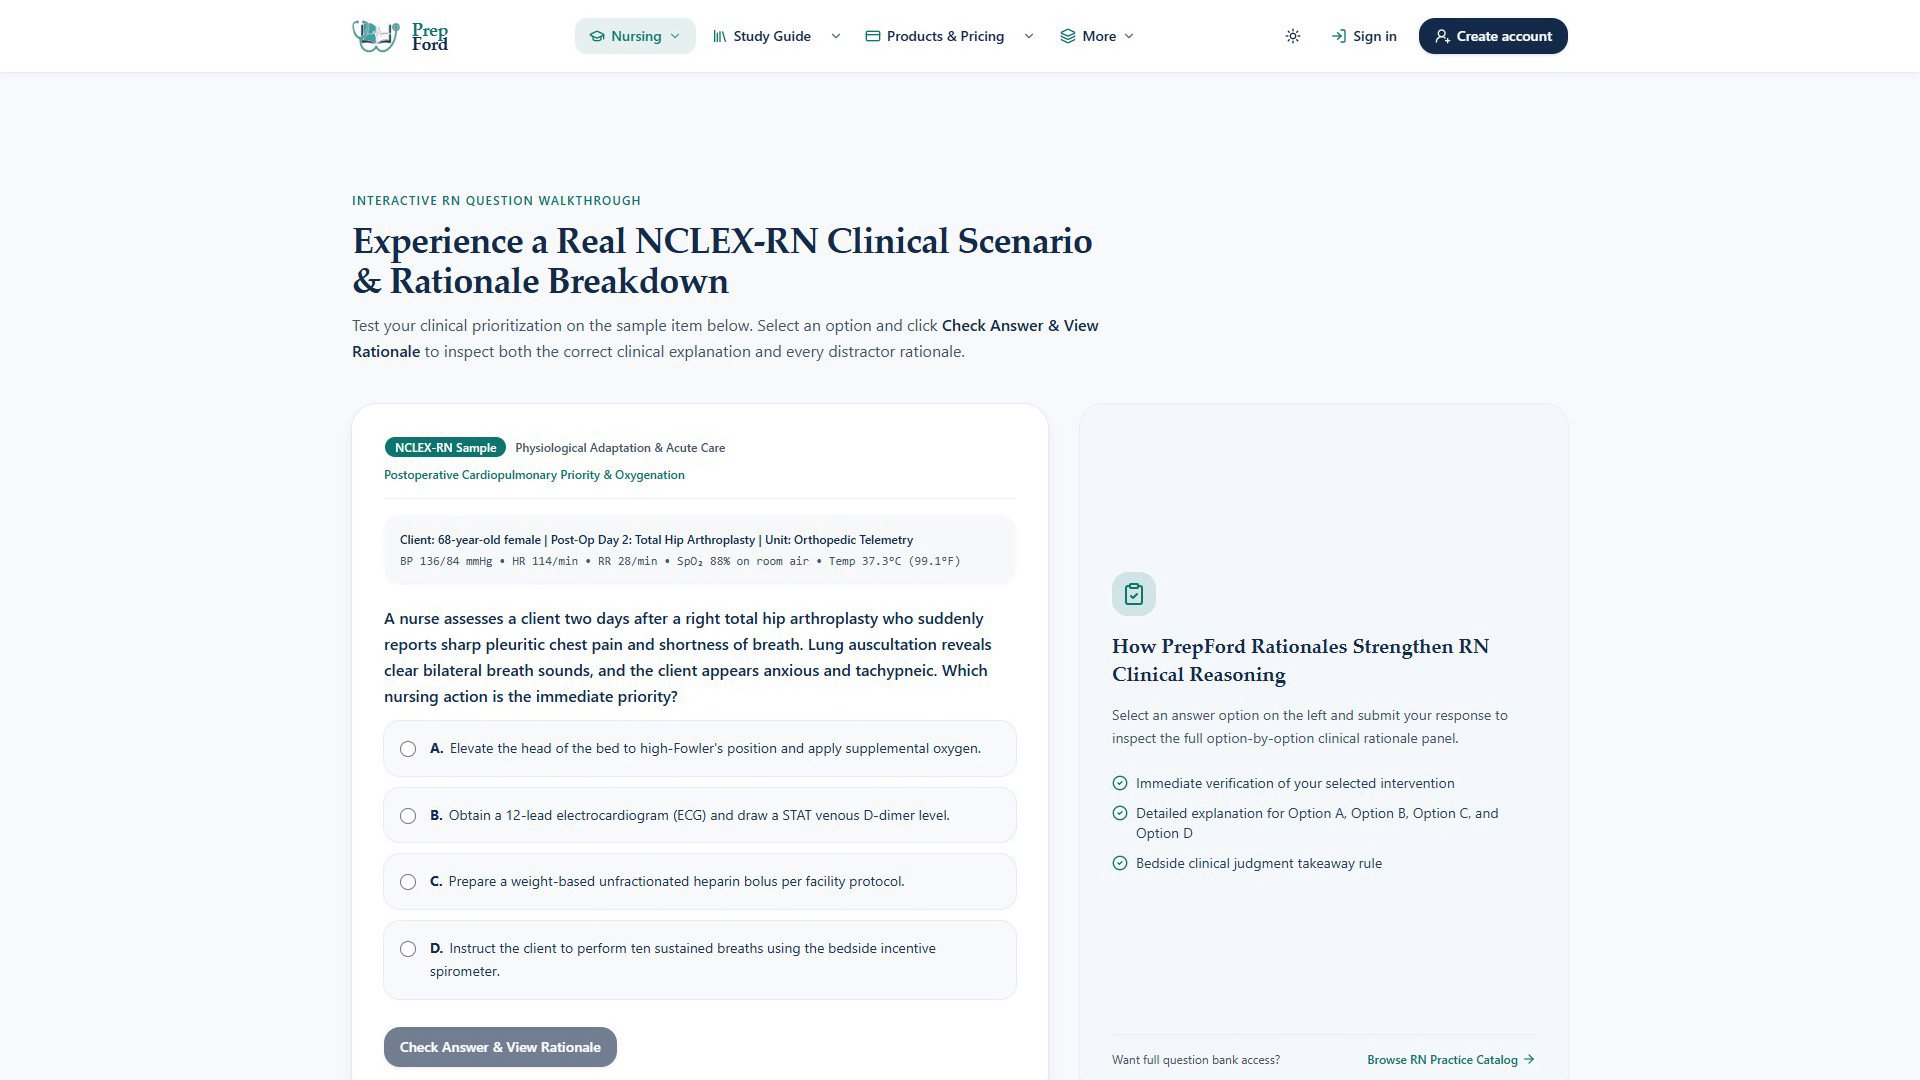 Prep
Ford
Nursing
Study Guide
Products & Pricing
More
Sign in
Create account
INTERACTIVE RN QUESTION WALKTHROUGH
Experience a Real NCLEX-RN Clinical Scenario
& Rationale Breakdown
Test your clinical prioritization on the sample item below. Select an option and click Check Answer & View
Rationale to inspect both the correct clinical explanation and every distractor rationale.
NCLEX-RN Sample
Physiological Adaptation & Acute Care
Postoperative Cardiopulmonary Priority & Oxygenation
Client: 68-year-old female | Post-Op Day 2: Total Hip Arthroplasty | Unit: Orthopedic Telemetry
BP 136/84 mmHg • HR 114/min • RR 28/min • SpO₂ 88% on room air • Temp 37.3°C (99.1°F)
A nurse assesses a client two days after a right total hip arthroplasty who suddenly
reports sharp pleuritic chest pain and shortness of breath. Lung auscultation reveals
clear bilateral breath sounds, and the client appears anxious and tachypneic. Which
nursing action is the immediate priority?
A. Elevate the head of the bed to high-Fowler's position and apply supplemental oxygen.
B. Obtain a 12-lead electrocardiogram (ECG) and draw a STAT venous D-dimer level.
C. Prepare a weight-based unfractionated heparin bolus per facility protocol.
D. Instruct the client to perform ten sustained breaths using the bedside incentive
spirometer.
Check Answer & View Rationale
How PrepFord Rationales Strengthen RN
Clinical Reasoning
Select an answer option on the left and submit your response to
inspect the full option-by-option clinical rationale panel.
Immediate verification of your selected intervention
Detailed explanation for Option A, Option B, Option C, and
Option D
Bedside clinical judgment takeaway rule
Want full question bank access?
Browse RN Practice Catalog →